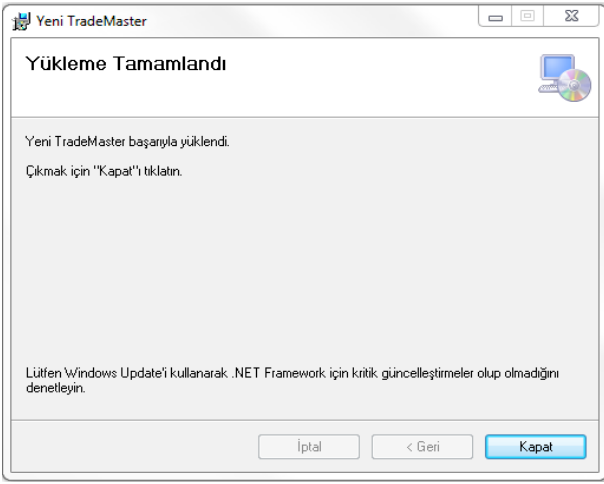 Yeni TradeMaster
Yükleme Tamamlandı
Yeni TradeMaster başarıyla yüklendi.
Çıkmak için "Kapat"ı tıklatın.
Lütfen Windows Update'i kullanarak .NET Framework için kritik güncelleştirmeler olup olmadığını
denetleyin.
İptal
< Geri
Kapat